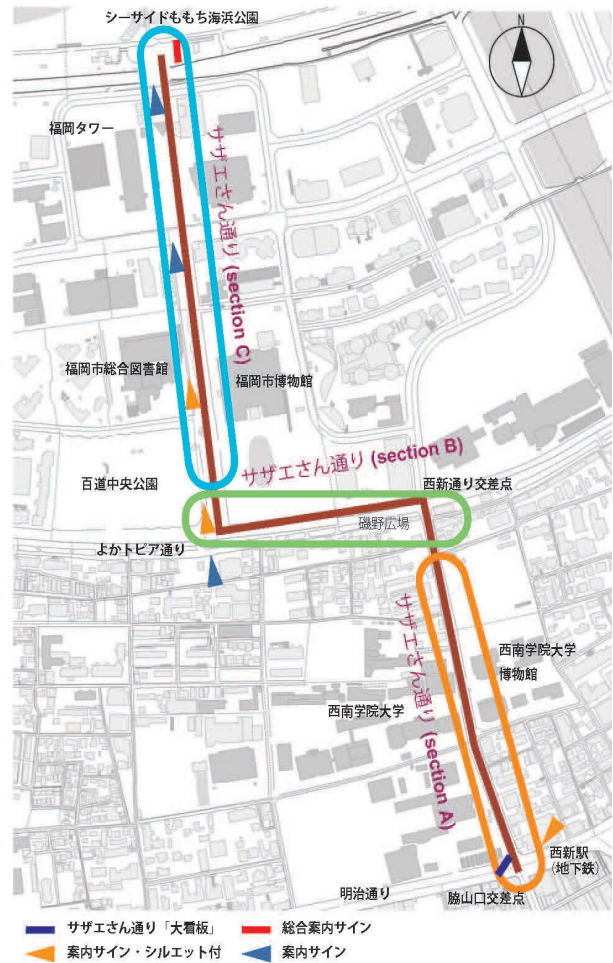 シーサイドももち海浜公園
N
福岡タワー
サザエさん通り (section C)
福岡市総合図書館
福岡市博物館
サザエさん通り (section B)
百道中央公園
西新通り交差点
磯野広場
よかトピア通り
サザエさん通り (section A)
西南学院大学
博物館
西南学院大学
西新駅
(地下鉄)
明治通り
脇山口交差点
サザエさん通り「大看板」
総合案内サイン
案内サイン・シルエット付
案内サイン